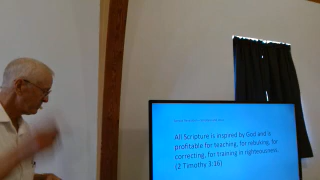 All Scripture is inspired by God and is
profitable for teaching, for rebuking, for
correcting, for training in righteousness.
(2 Timothy 3:16)